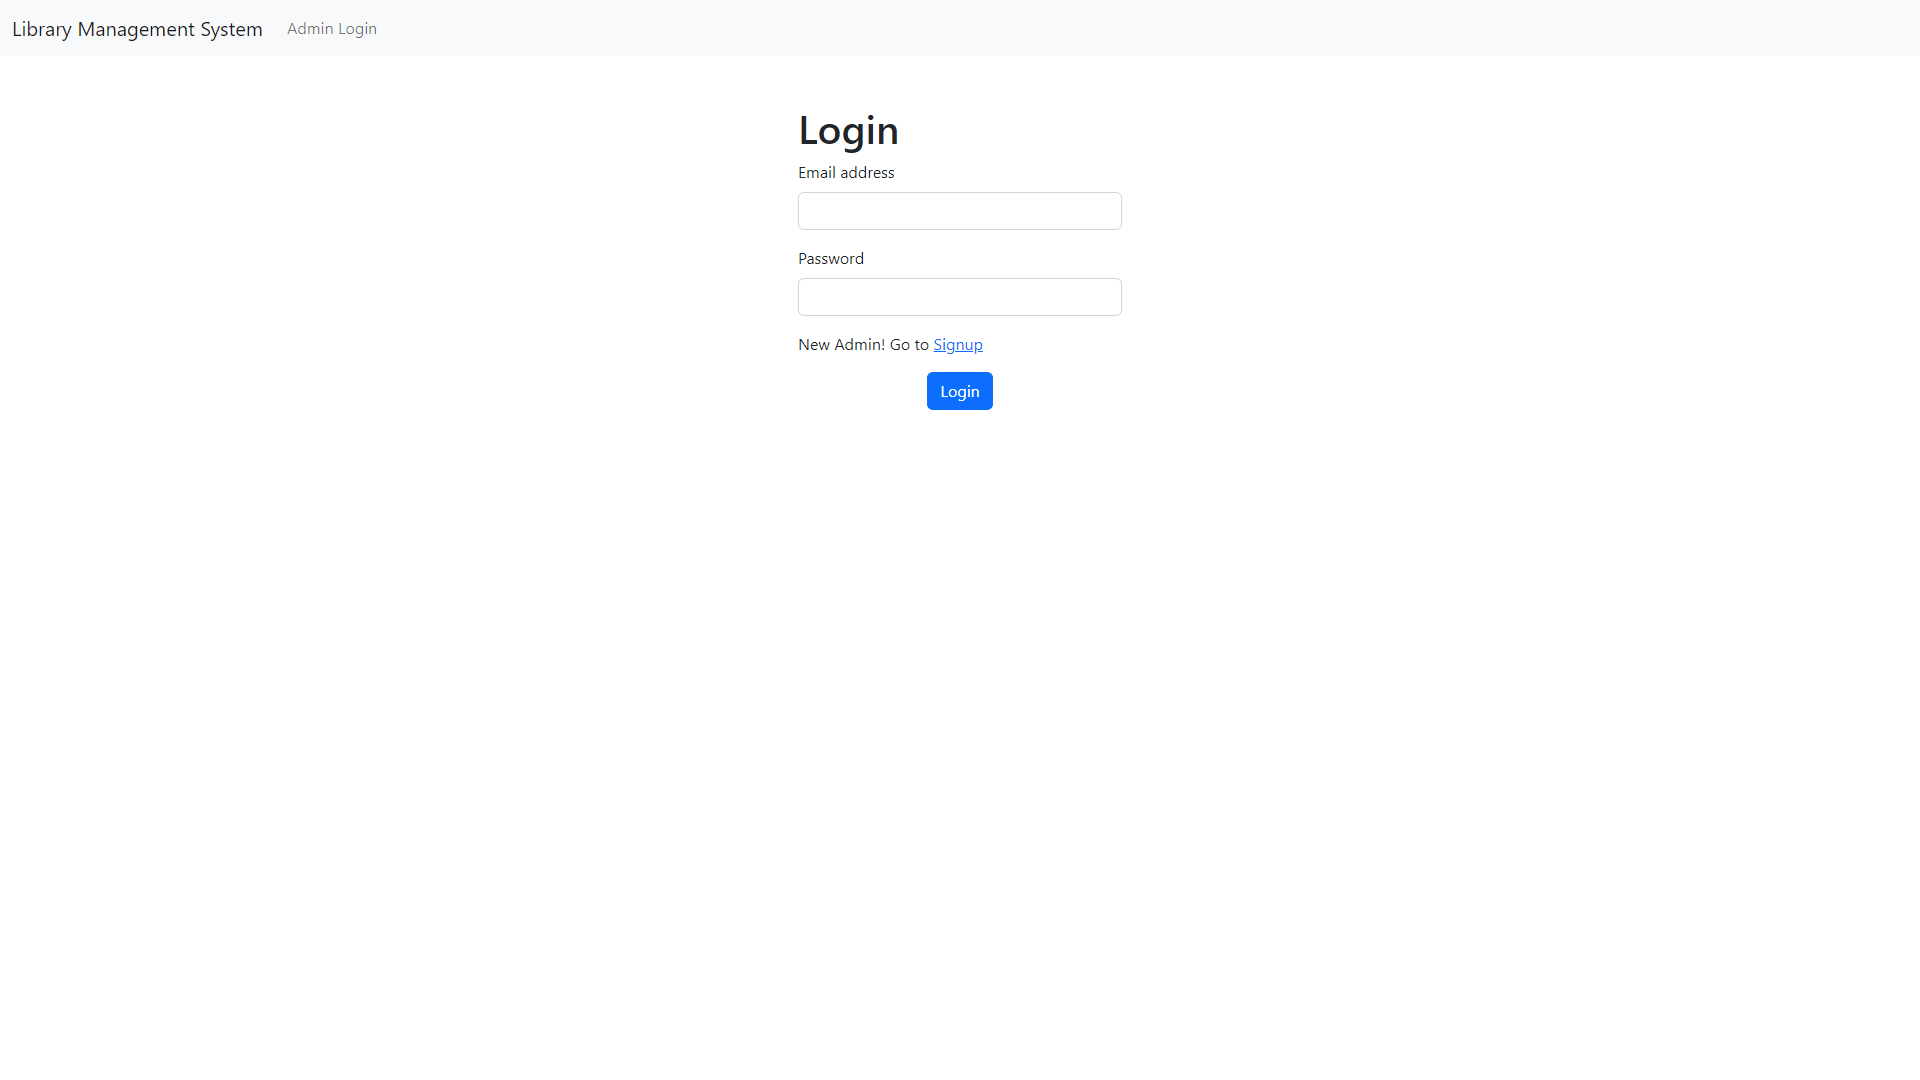 Library Management System Admin Login
Login
Email address
Password
New Admin! Go to Signup
Login